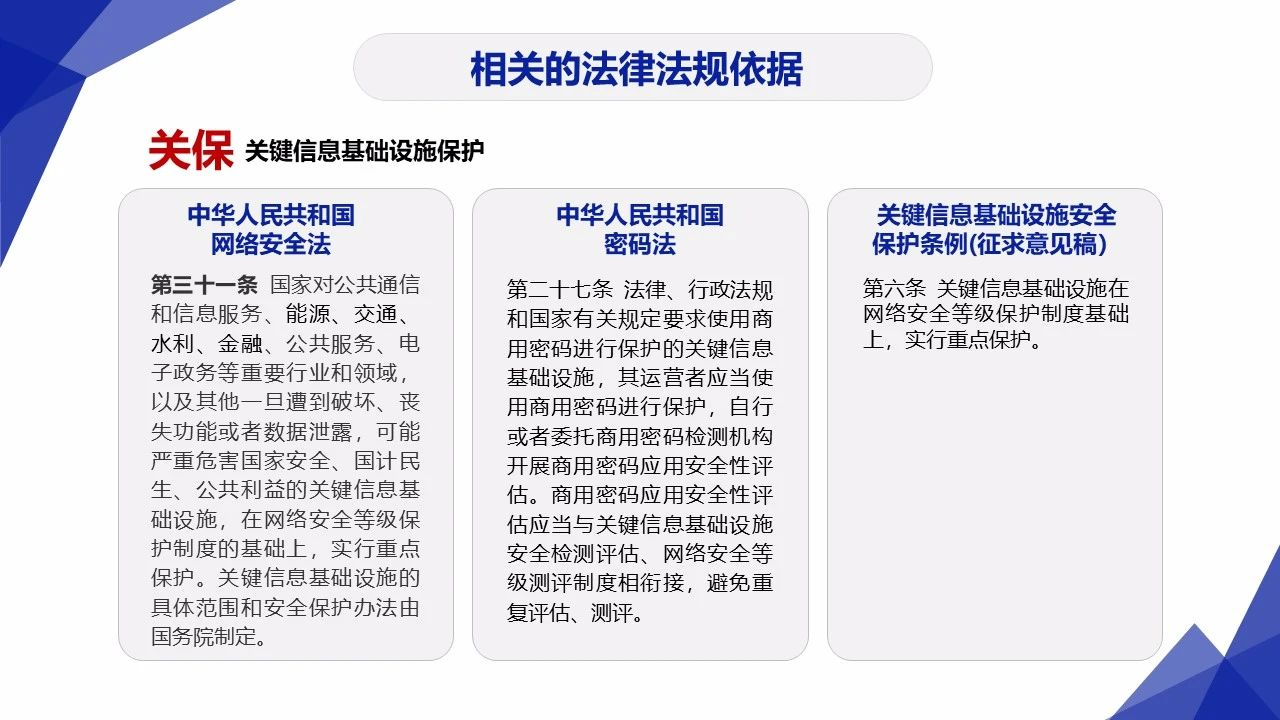 相关的法律法规依据
关保 关键信息基础设施保护
中华人民共和国
网络安全法
第三十一条 国家对公共通信
和信息服务、能源、交通、
水利、金融、公共服务、电
子政务等重要行业和领域，
以及其他一旦遭到破坏、丧
失功能或者数据泄露，可能
严重危害国家安全、国计民
生、公共利益的关键信息基
础设施，在网络安全等级保
护制度的基础上，实行重点
保护。关键信息基础设施的
具体范围和安全保护办法由
国务院制定。
中华人民共和国
密码法
第二十七条 法律、行政法规
和国家有关规定要求使用商
用密码进行保护的关键信息
基础设施，其运营者应当使
用商用密码进行保护，自行
或者委托商用密码检测机构
开展商用密码应用安全性评
估。商用密码应用安全性评
估应当与关键信息基础设施
安全检测评估、网络安全等
级测评制度相衔接，避免重
复评估、测评。
关键信息基础设施安全
保护条例(征求意见稿）
第六条 关键信息基础设施在
网络安全等级保护制度基础
上，实行重点保护。